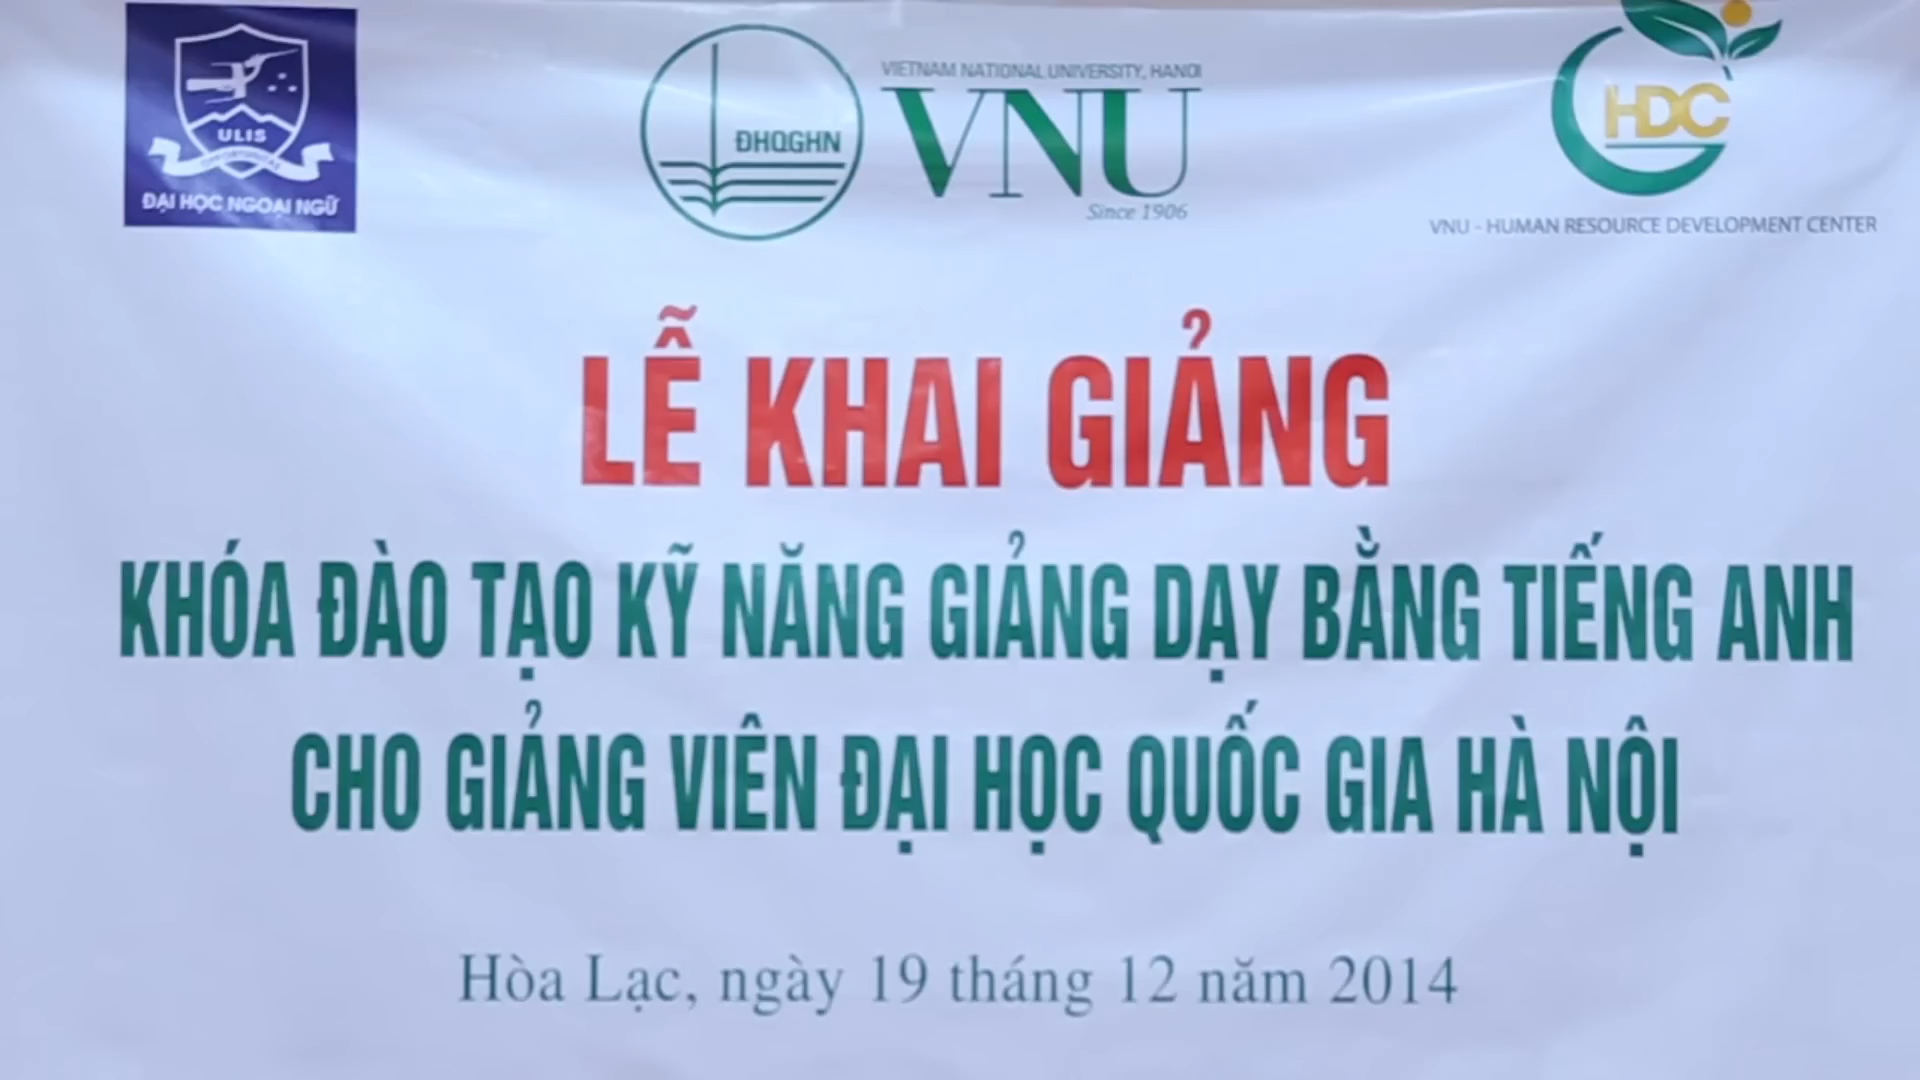 ULIS
ĐẠI HỌC NGOẠI NGỮ
ĐHQGHN
VIETNAM NATIONAL UNIVERSITY, HANOI
VNU
Since 1906
HDC
VNU - HUMAN RESOURCE DEVELOPMENT CENTER
LỄ KHAI GIẢNG
KHÓA ĐÀO TẠO KỸ NĂNG GIẢNG DẠY BẰNG TIẾNG ANH
CHO GIẢNG VIÊN ĐẠI HỌC QUỐC GIA HÀ NỘI
Hòa Lạc, ngày 19 tháng 12 năm 2014